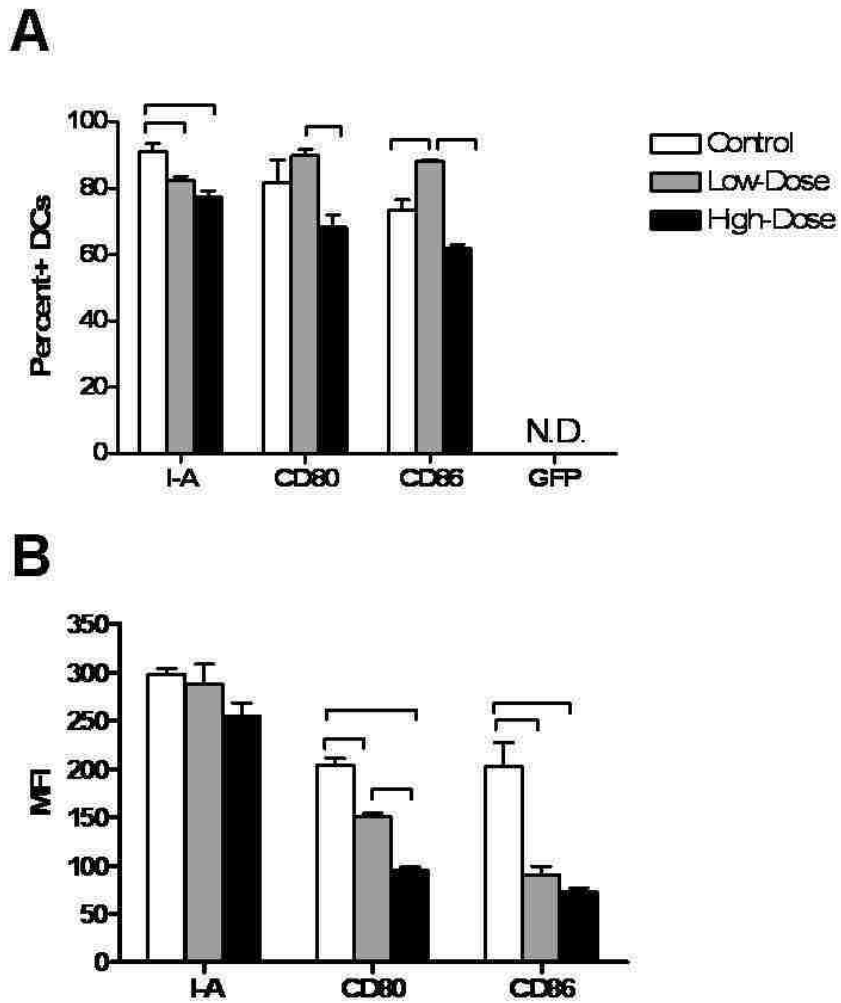 A
100
80
60
40
20
0
Percent+ DCs
I-A
CD80
CD86
GFP
N.D.
Control
Low-Dose
High-Dose
B
350
300
250
200
150
100
50
0
MFI
I-A
CD80
CD86